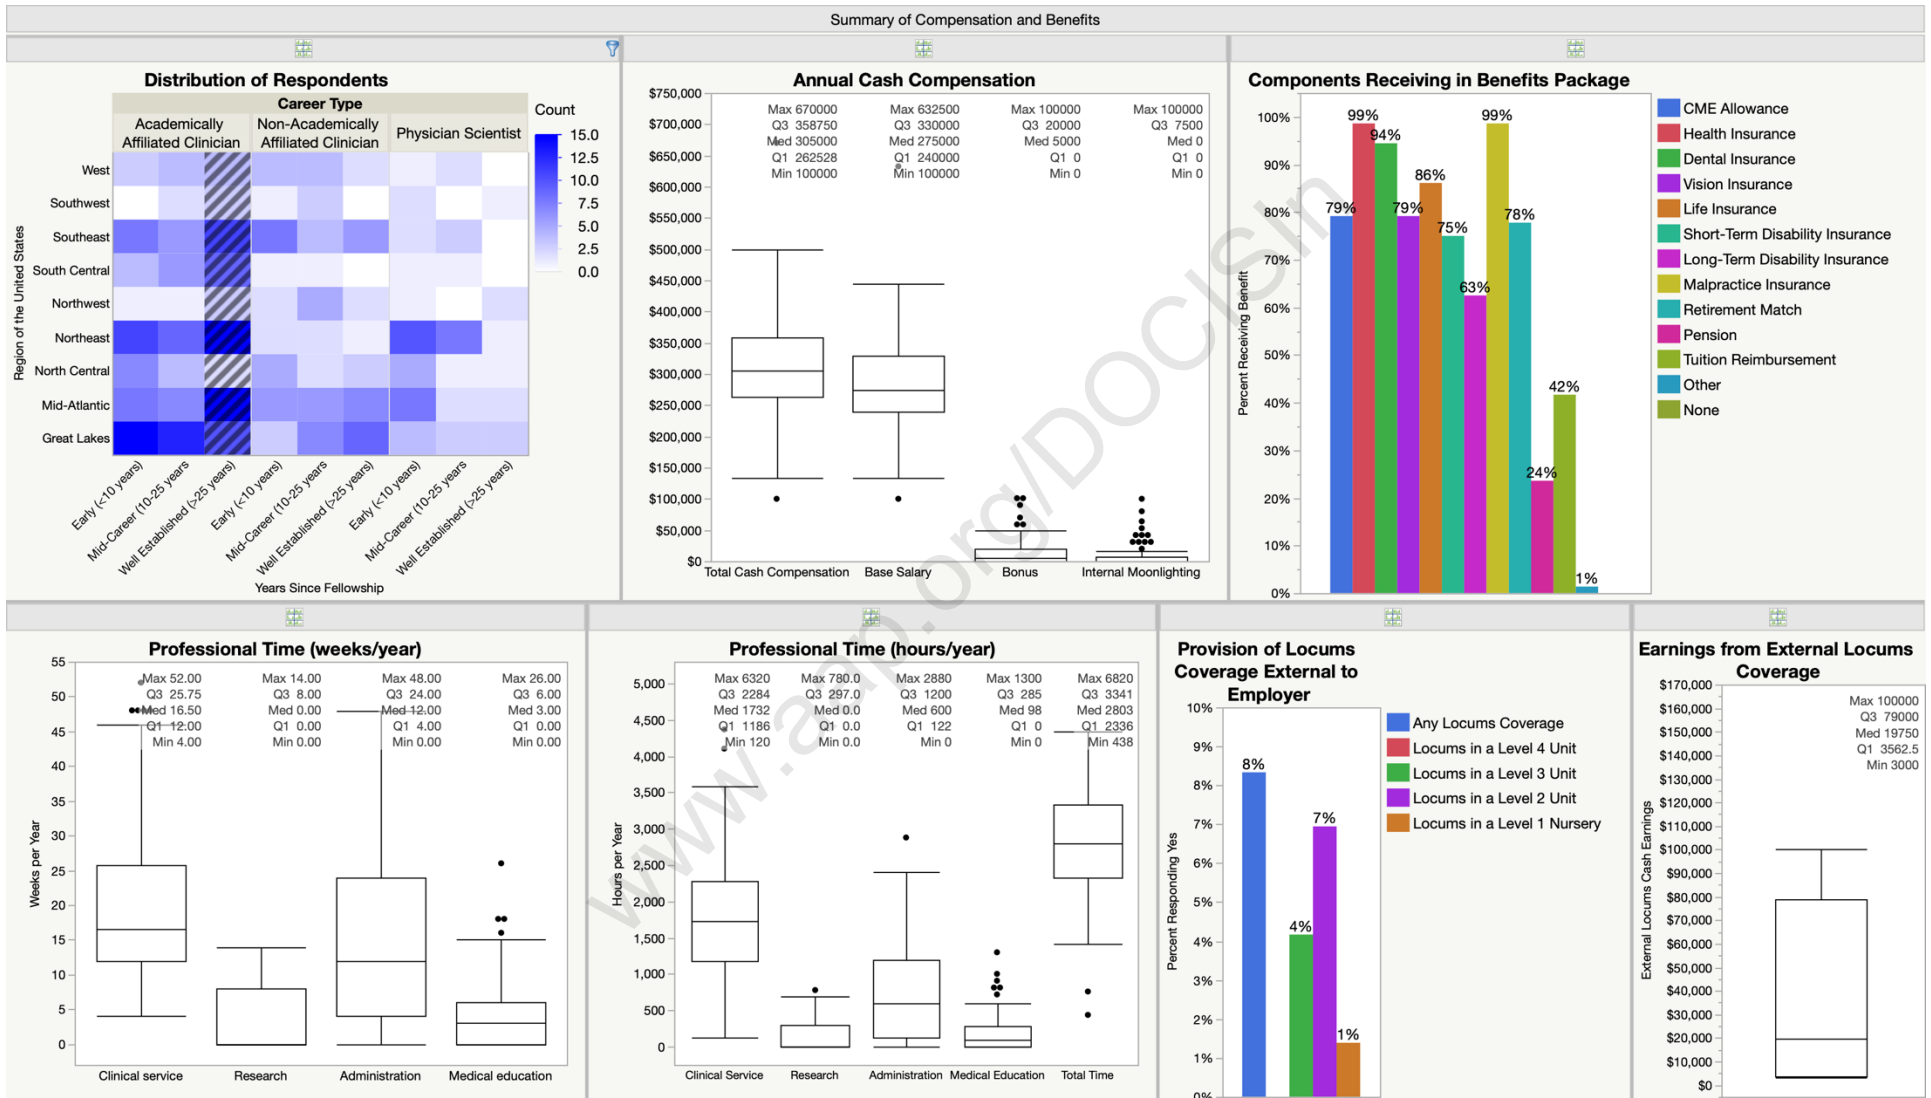 Summary of Compensation and Benefits
Distribution of Respondents
Career Type
Academically
Affiliated Clinician
Non-Academically
Affiliated Clinician
Physician Scientist
Count
15.0
12.5
10.0
7.5
5.0
2.5
0.0
Region of the United States
West
Southwest
Southeast
South Central
Northwest
Northeast
North Central
Mid-Atlantic
Great Lakes
Early (<10 years)
Mid-Career (10-25 years
Well Established (>25 years)
Early (<10 years)
Mid-Career (10-25 years
Well Established (>25 years)
Early (<10 years)
Mid-Career (10-25 years
Well Established (>25 years)
Years Since Fellowship
Annual Cash Compensation
$750,000
$700,000
$650,000
$600,000
$550,000
$500,000
$450,000
$400,000
$350,000
$300,000
$250,000
$200,000
$150,000
$100,000
$50,000
$0
Max 670000
Q3 358750
Med 305000
Q1 262528
Min 100000
Max 632500
Q3 330000
Med 275000
Q1 240000
Min 100000
Max 100000
Q3 20000
Med 5000
Q1 0
Min 0
Max 100000
Q3 7500
Med 0
Q1 0
Min 0
Total Cash Compensation
Base Salary
Bonus
Internal Moonlighting
Components Receiving in Benefits Package
Percent Receiving Benefit
100%
90%
80%
70%
60%
50%
40%
30%
20%
10%
0%
79%
99%
94%
79%
86%
75%
63%
99%
78%
24%
42%
1%
CME Allowance
Health Insurance
Dental Insurance
Vision Insurance
Life Insurance
Short-Term Disability Insurance
Long-Term Disability Insurance
Malpractice Insurance
Retirement Match
Pension
Tuition Reimbursement
Other
None
Professional Time (weeks/year)
Weeks per Year
55
50
45
40
35
30
25
20
15
10
5
0
Max 52.00
Q3 25.75
Med 16.50
Q1 12.00
Min 4.00
Max 14.00
Q3 8.00
Med 0.00
Q1 0.00
Min 0.00
Max 48.00
Q3 24.00
Med 12.00
Q1 4.00
Min 0.00
Max 26.00
Q3 6.00
Med 3.00
Q1 0.00
Min 0.00
Clinical service
Research
Administration
Medical education
Professional Time (hours/year)
Hours per Year
5,000
4,500
4,000
3,500
3,000
2,500
2,000
1,500
1,000
500
0
Max 6320
Q3 2284
Med 1732
Q1 1186
Min 120
Max 780.0
Q3 297.0
Med 0.0
Q1 0.0
Min 0.0
Max 2880
Q3 1200
Med 600
Q1 122
Min 0
Max 1300
Q3 285
Med 98
Q1 0
Min 0
Max 6820
Q3 3341
Med 2803
Q1 2336
Min 438
Clinical Service
Research
Administration
Medical Education
Total Time
Provision of Locums
Coverage External to
Employer
Percent Responding Yes
10%
9%
8%
7%
6%
5%
4%
3%
2%
1%
0%
8%
4%
7%
1%
Any Locums Coverage
Locums in a Level 4 Unit
Locums in a Level 3 Unit
Locums in a Level 2 Unit
Locums in a Level 1 Nursery
Earnings from External Locums
Coverage
External Locums Cash Earnings
$170,000
$160,000
$150,000
$140,000
$130,000
$120,000
$110,000
$100,000
$90,000
$80,000
$70,000
$60,000
$50,000
$40,000
$30,000
$20,000
$10,000
$0
Max 100000
Q3 79000
Med 19750
Q1 3562.5
Min 3000
www.aap.org/DOCISin